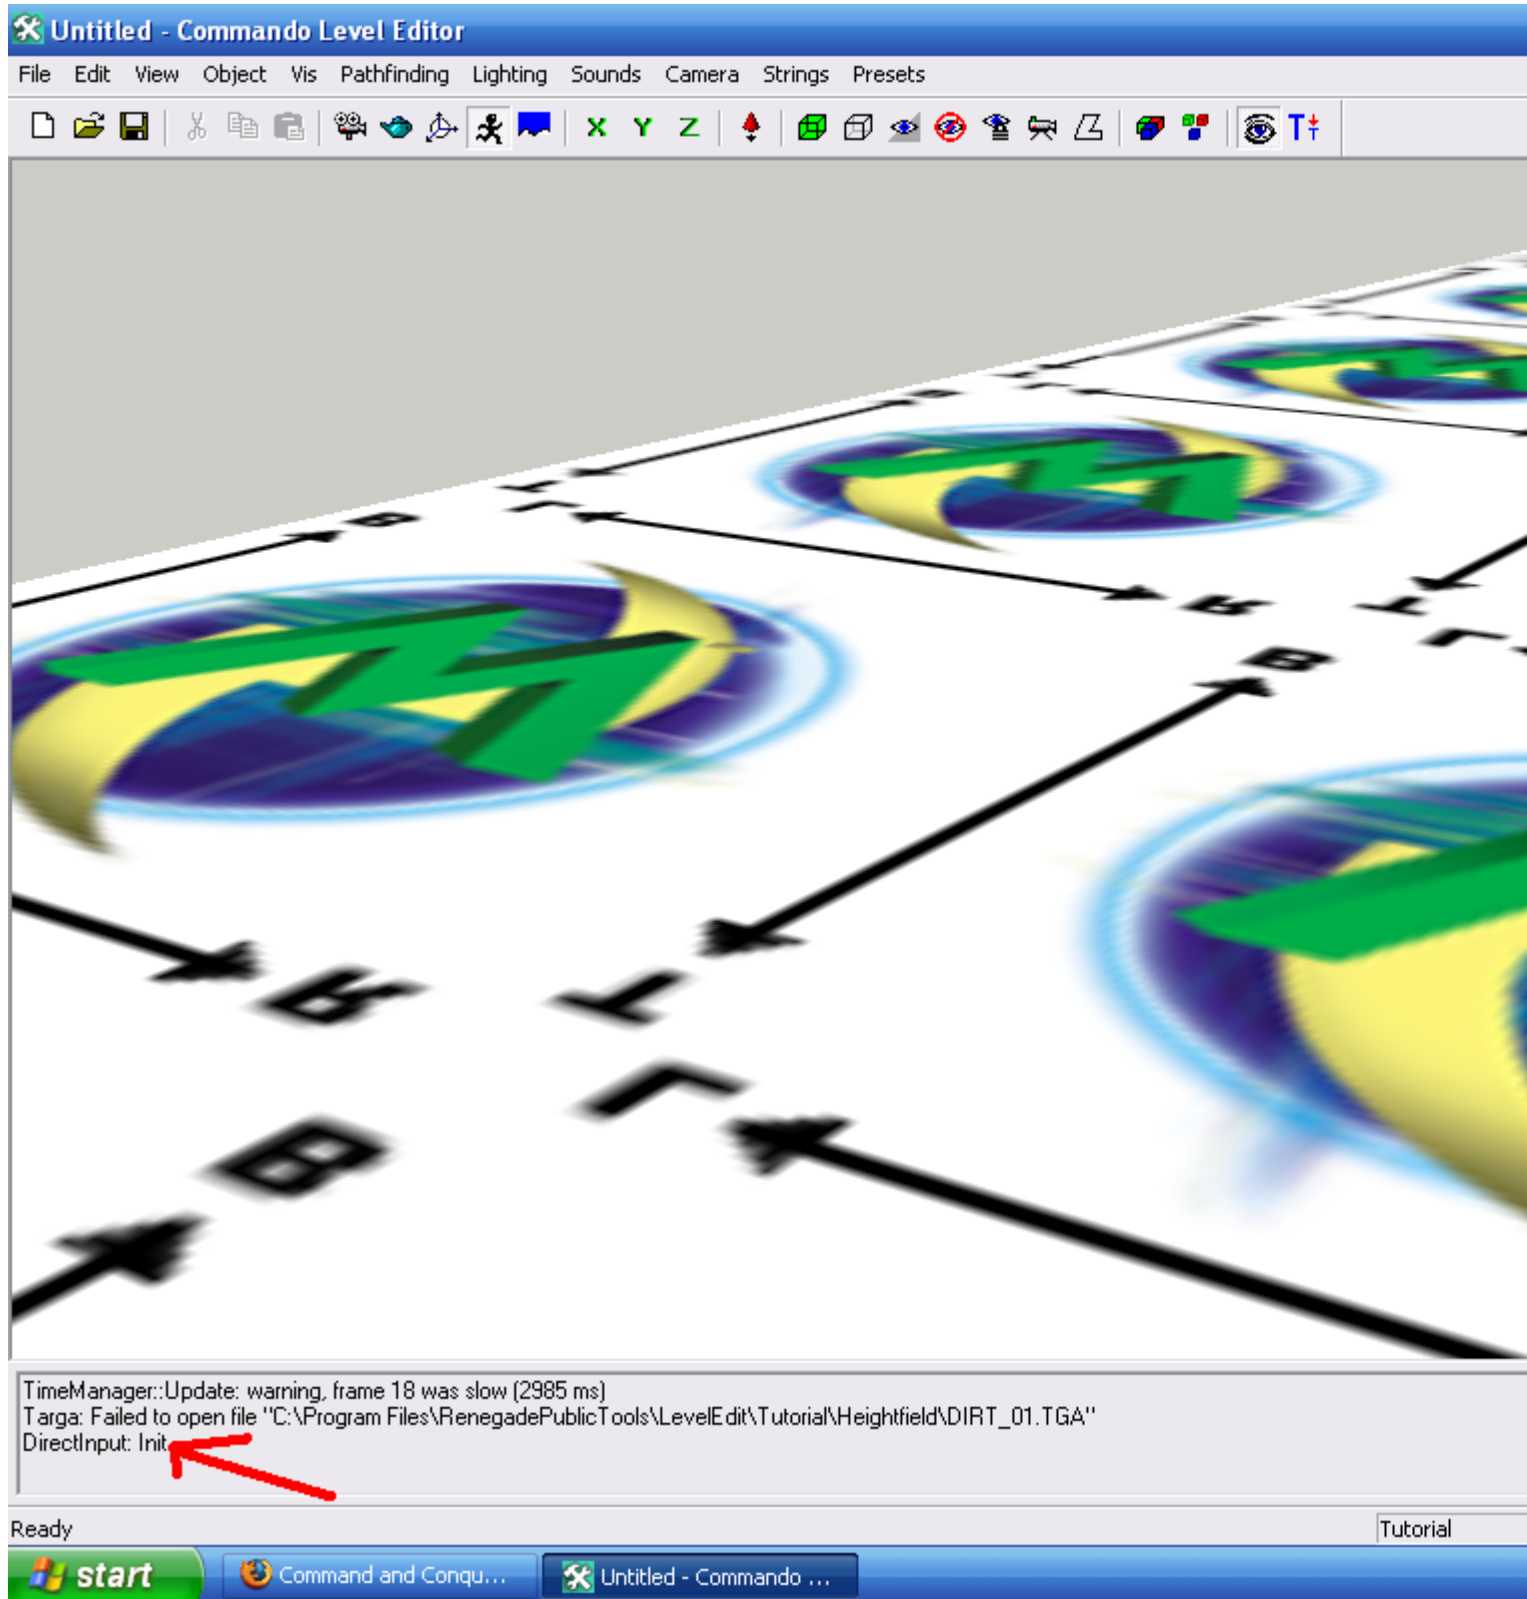 Untitled - Commando Level Editor
File Edit View Object Vis Pathfinding Lighting Sounds Camera Strings Presets
X Y Z T
B
T
L
R
T
B
L
R
T
L
B
TimeManager::Update: warning, frame 18 was slow (2985 ms)
Targa: Failed to open file "C:\Program Files\RenegadePublicTools\LevelEdit\Tutorial\Heightfield\DIRT_01.TGA"
DirectInput: Init
Ready Tutorial
start Command and Conqu... Untitled - Commando ...